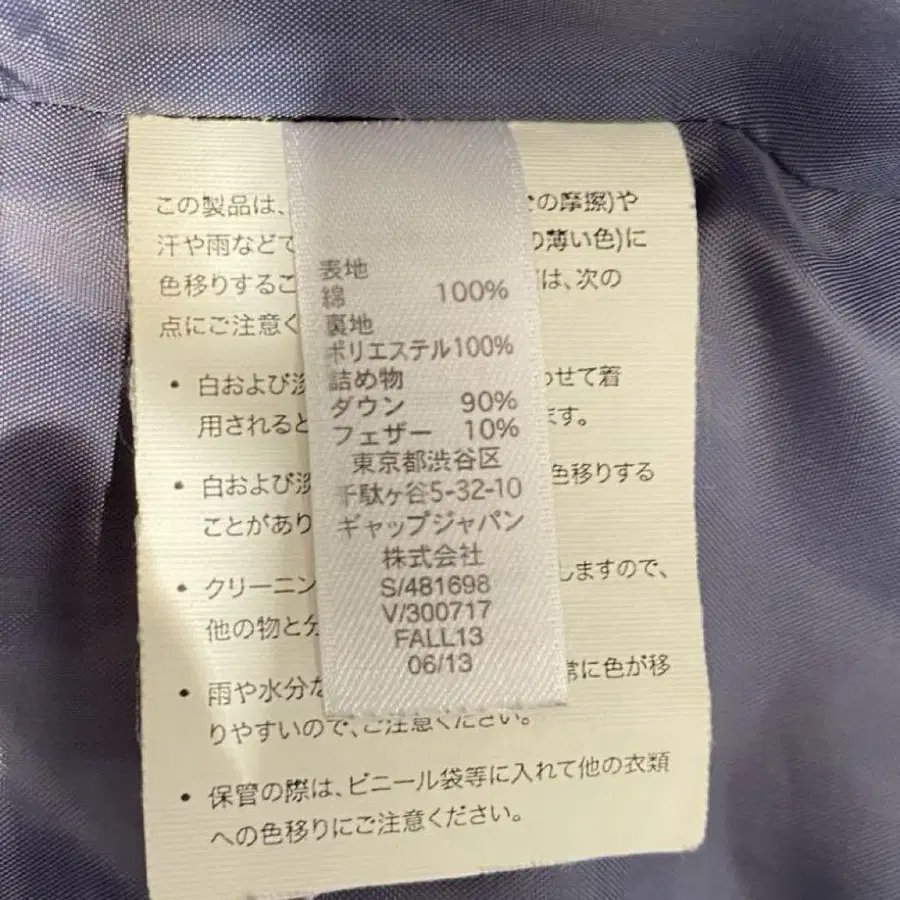 表地
綿 100%
裏地
ポリエステル100%
詰め物
ダウン 90%
フェザー 10%
東京都渋谷区
千駄ヶ谷5-32-10
ギャップジャパン
株式会社
S/481698
V/300717
FALL13
06/13
この製品は、 の摩擦)や
汗や雨などで の薄い色)に
色移りするこ は、次の
点にご注意く
• 白および淡 わせて着
用されると ます。
• 白および淡 色移りする
ことがあり
• クリーニン しますので、
他の物と分
• 雨や水分な 常に色が移
りやすいので、ご注意ください。
• 保管の際は、ビニール袋等に入れて他の衣類
への色移りにご注意ください。